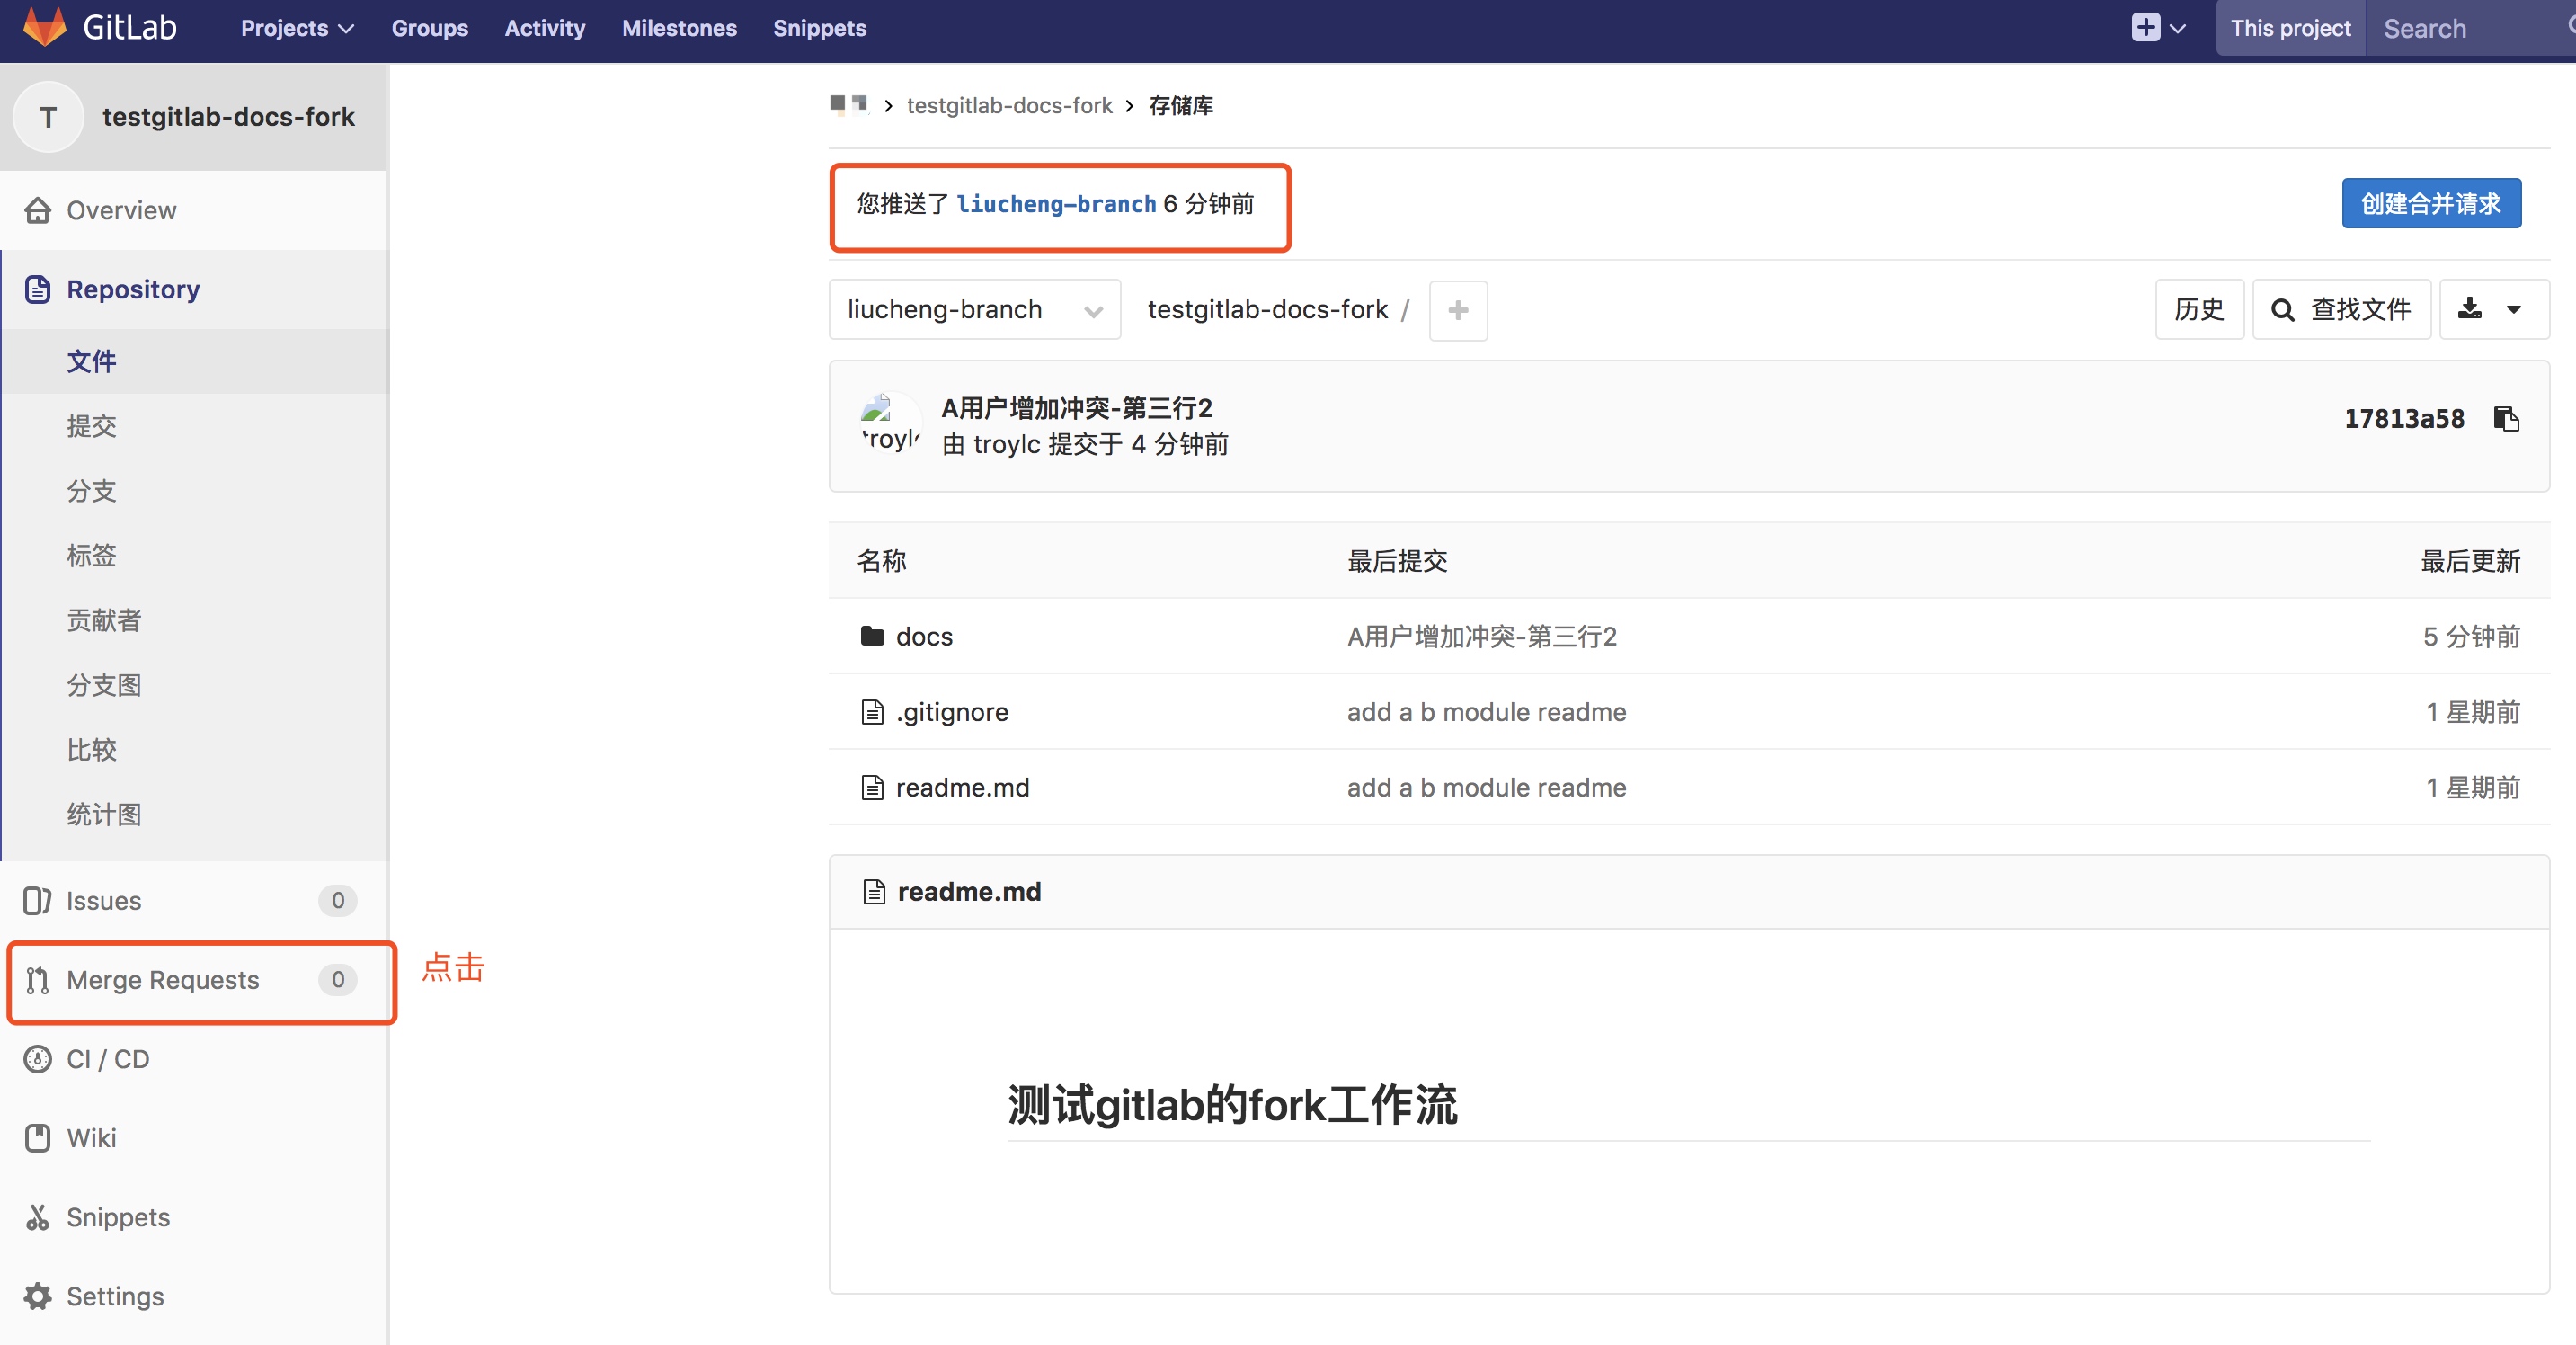 GitLab Projects Groups Activity Milestones Snippets This project Search
T testgitlab-docs-fork
Overview
Repository
文件
提交
分支
标签
贡献者
分支图
比较
统计图
Issues 0
Merge Requests 0
点击
CI / CD
Wiki
Snippets
Settings
testgitlab-docs-fork 存储库
您推送了 liucheng-branch 6 分钟前
创建合并请求
liucheng-branch testgitlab-docs-fork / 历史 查找文件
A用户增加冲突-第三行2
由 troylc 提交于 4 分钟前
17813a58
名称 最后提交 最后更新
docs A用户增加冲突-第三行2 5 分钟前
.gitignore add a b module readme 1 星期前
readme.md add a b module readme 1 星期前
readme.md
测试gitlab的fork工作流